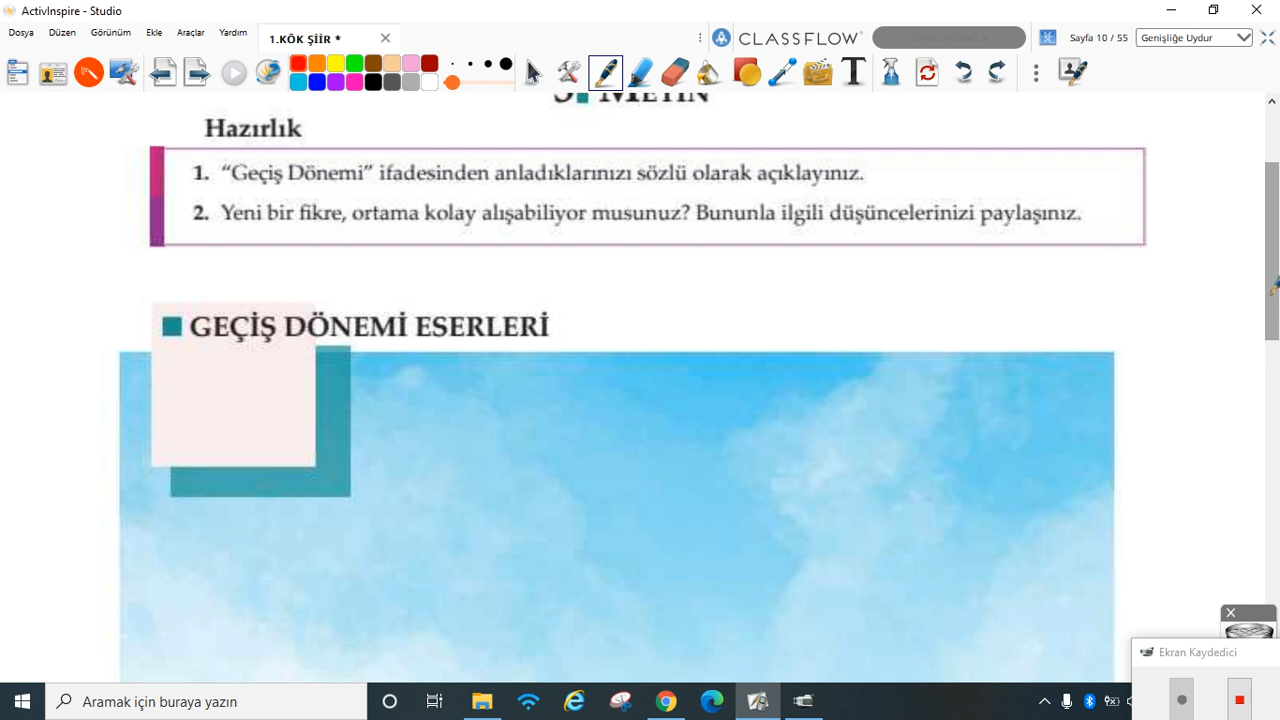 ActivInspire - Studio
Dosya Düzen Görünüm Ekle Araçlar Yardım
1.KÖK ŞİİR *
CLASSFLOW
Sayfa 10 / 55
Genişliğe Uydur
METİN
Hazırlık
1. “Geçiş Dönemi” ifadesinden anladıklarınızı sözlü olarak açıklayınız.
2. Yeni bir fikre, ortama kolay alışabiliyor musunuz? Bununla ilgili düşüncelerinizi paylaşınız.
GEÇİŞ DÖNEMİ ESERLERİ
Ekran Kaydedici
Aramak için buraya yazın